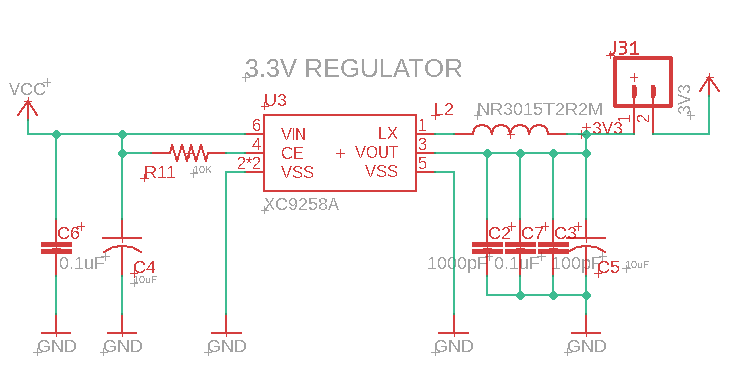 J31
3.3V REGULATOR
VCC
U3
L2
NR3015T2R2M
3V3
6
VIN
LX
1
3V3
1
2
4
CE
VOUT
3
R11
10K
2*2
VSS
VSS
5
XC9258A
C6
0.1uF
C4
10uF
C2
C7
C3
1000pF
0.1uF
100pF
C5
10uF
GND
GND
GND
GND
GND